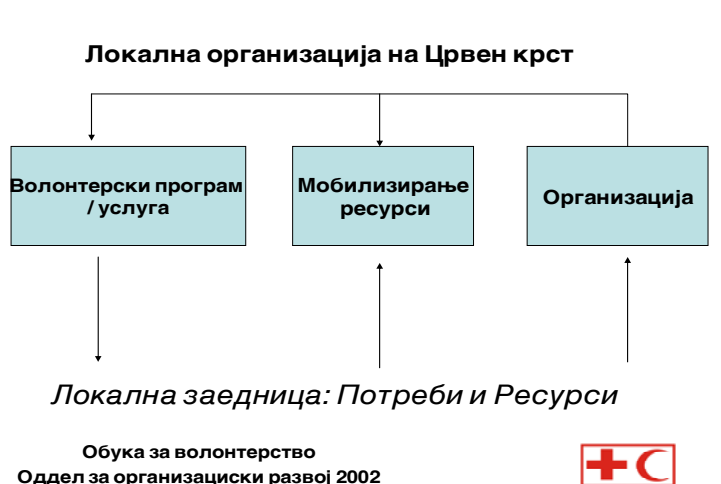 Локална организација на Црвен крст
Волонтерски програм
/ услуга
Мобилизирање
ресурси
Организација
Локална заедница: Потреби и Ресурси
Обука за волонтерство
Оддел за организациски развој 2002